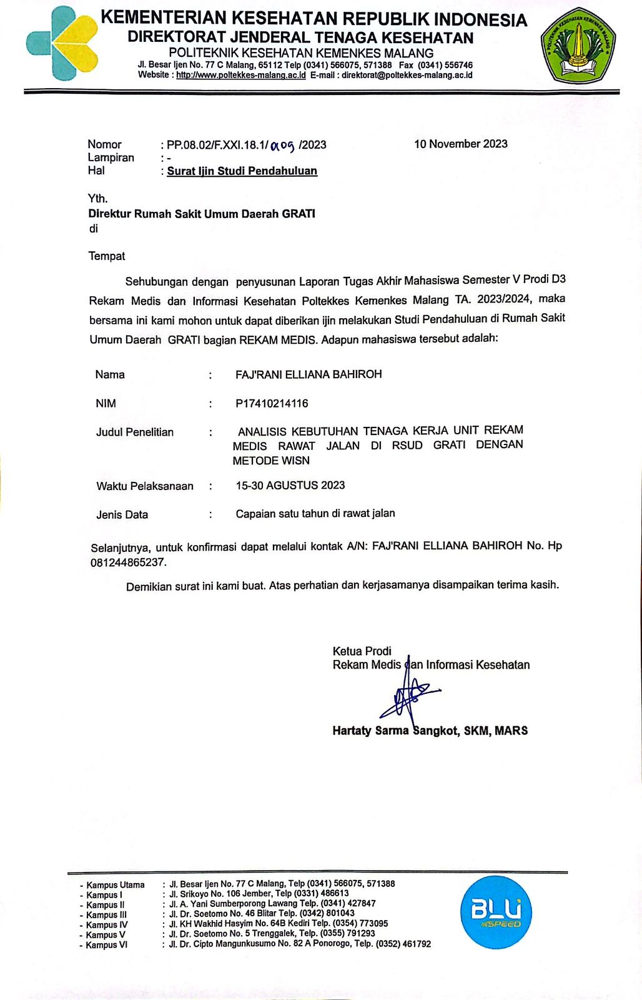 KEMENTERIAN KESEHATAN REPUBLIK INDONESIA
DIREKTORAT JENDERAL TENAGA KESEHATAN
POLITEKNIK KESEHATAN KEMENKES MALANG
Jl. Besar Ijen No. 77 C Malang, 65112 Telp (0341) 566075, 571388 Fax (0341) 556746
Website : http://www.poltekkes-malang.ac.id E-mail : direktorat@poltekkes-malang.ac.id
POLITEKNIK KESEHATAN KEMENKES MALANG
Nomor : PP.08.02/F.XXI.18.1/ /2023 10 November 2023
Lampiran : -
Hal : Surat Ijin Studi Pendahuluan
Yth.
Direktur Rumah Sakit Umum Daerah GRATI
di
Tempat
Sehubungan dengan penyusunan Laporan Tugas Akhir Mahasiswa Semester V Prodi D3
Rekam Medis dan Informasi Kesehatan Poltekkes Kemenkes Malang TA. 2023/2024, maka
bersama ini kami mohon untuk dapat diberikan ijin melakukan Studi Pendahuluan di Rumah Sakit
Umum Daerah GRATI bagian REKAM MEDIS. Adapun mahasiswa tersebut adalah:
Nama : FAJ'RANI ELLIANA BAHIROH
NIM : P17410214116
Judul Penelitian : ANALISIS KEBUTUHAN TENAGA KERJA UNIT REKAM
MEDIS RAWAT JALAN DI RSUD GRATI DENGAN
METODE WISN
Waktu Pelaksanaan : 15-30 AGUSTUS 2023
Jenis Data : Capaian satu tahun di rawat jalan
Selanjutnya, untuk konfirmasi dapat melalui kontak A/N: FAJ'RANI ELLIANA BAHIROH No. Hp
081244865237.
Demikian surat ini kami buat. Atas perhatian dan kerjasamanya disampaikan terima kasih.
Ketua Prodi
Rekam Medis dan Informasi Kesehatan
Hartaty Sarma Sangkot, SKM, MARS
- Kampus Utama : Jl. Besar Ijen No. 77 C Malang, Telp (0341) 566075, 571388
- Kampus I : Jl. Srikoyo No. 106 Jember, Telp (0331) 486613
- Kampus II : Jl. A. Yani Sumberporong Lawang Telp. (0341) 427847
- Kampus III : Jl. Dr. Soetomo No. 46 Blitar Telp. (0342) 801043
- Kampus IV : Jl. KH Wakhid Hasyim No. 64B Kediri Telp. (0354) 773095
- Kampus V : Jl. Dr. Soetomo No. 5 Trenggalek, Telp. (0355) 791293
- Kampus VI : Jl. Dr. Cipto Mangunkusumo No. 82 A Ponorogo, Telp. (0352) 461792
BLU
SPEED